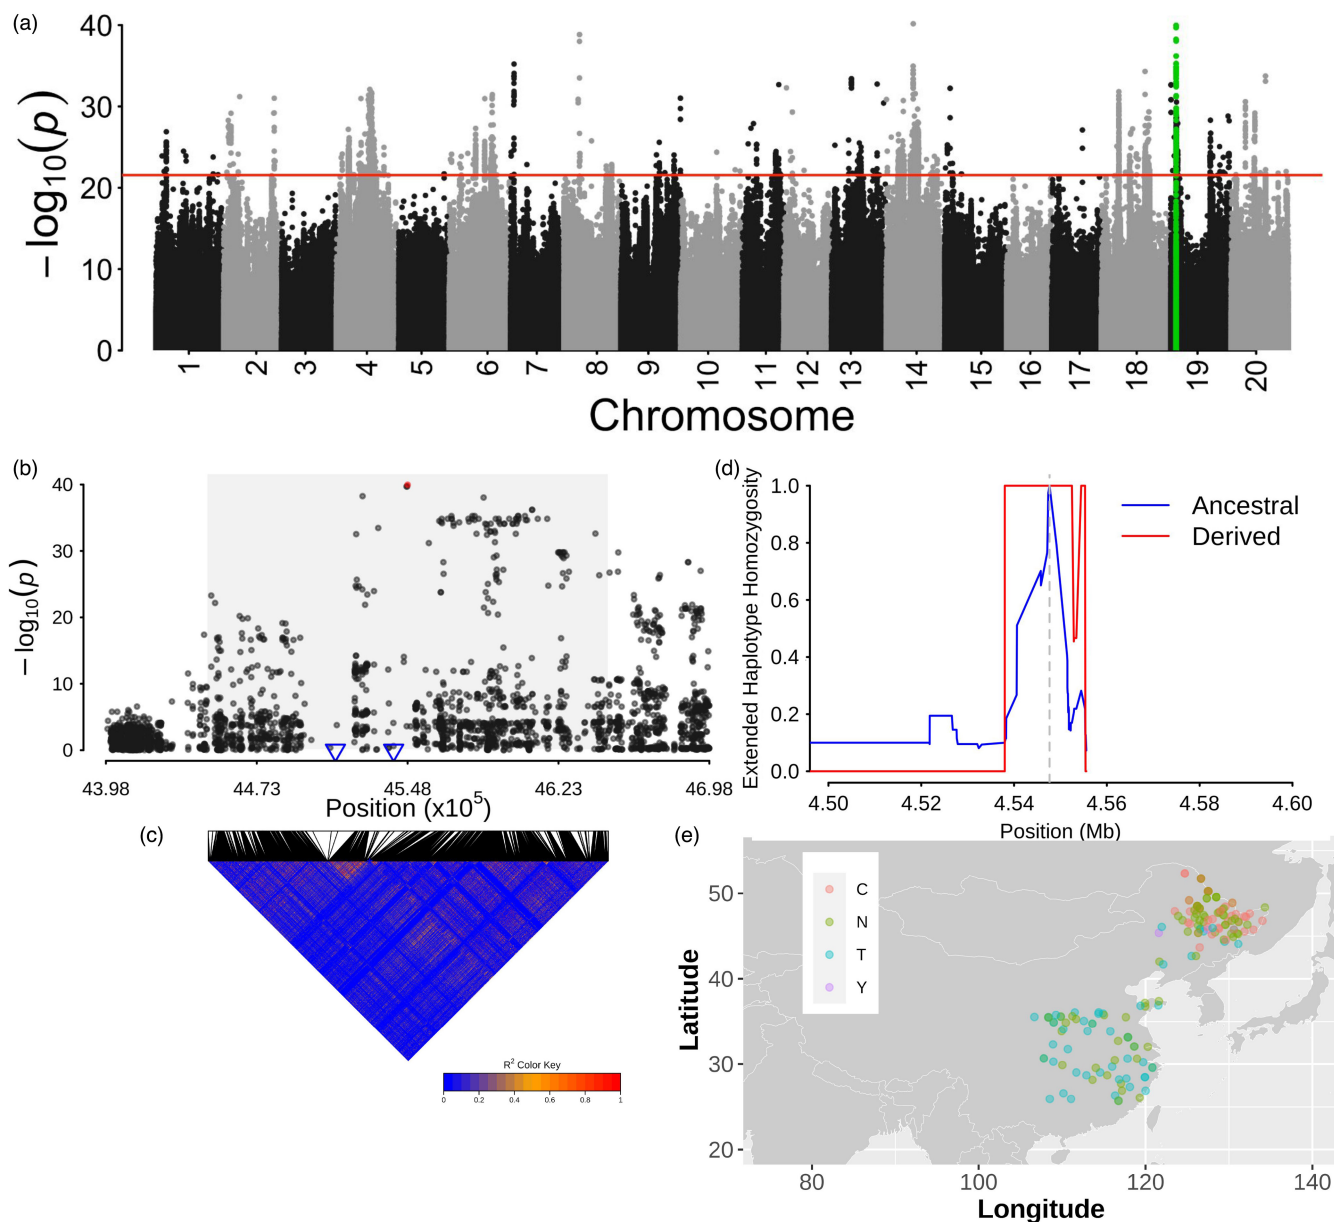 (a)
40
30
20
10
0
−log10(p)
1 2 3 4 5 6 7 8 9 10 11 12 13 14 15 16 17 18 19 20
Chromosome
(b)
40
30
20
10
0
−log10(p)
43.98 44.73 45.48 46.23 46.98
Position (x10^5)
(c)
R² Color Key
0 0.2 0.4 0.6 0.8 1
(d)
Extended Haplotype Homozygosity
1.0
0.8
0.6
0.4
0.2
0.0
Ancestral
Derived
4.50 4.52 4.54 4.56 4.58 4.60
Position (Mb)
(e)
Latitude
50
40
30
20
C
N
T
Y
80 100 120 140
Longitude